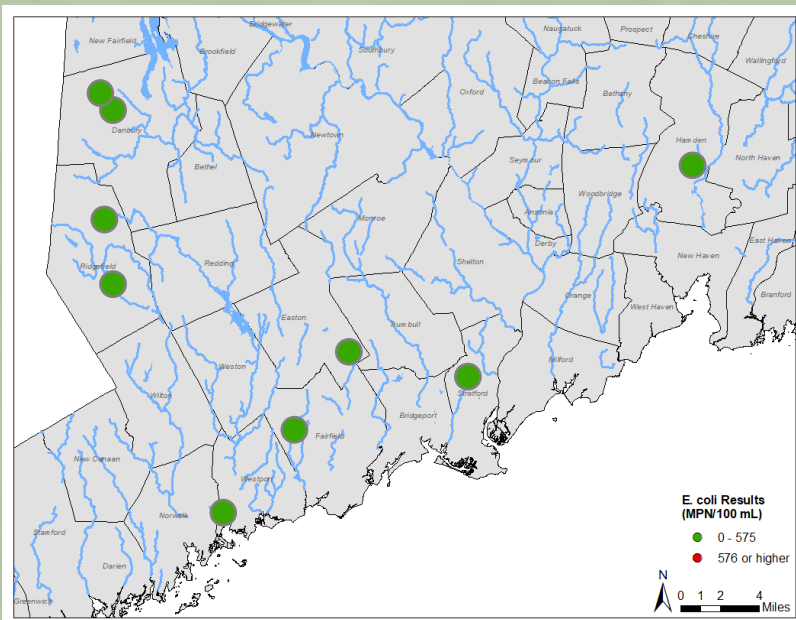 New Fairfield
Brookfield
Bridgewater
Southbury
Naugatuck
Prospect
Cheshire
Wallingford
Oxford
Beacon Falls
Bethany
Danbury
Newtown
Hamden
North Haven
Bethel
Seymour
Woodbridge
Monroe
Ansonia
Derby
East Haven
Ridgefield
Redding
Shelton
New Haven
Orange
West Haven
Branford
Easton
Trumbull
Weston
Milford
Wilton
Stratford
Bridgeport
Fairfield
New Canaan
Westport
Norwalk
Stamford
Darien
Greenwich
E. coli Results
(MPN/100 mL)
0 - 575
576 or higher
N
0 1 2 4
Miles